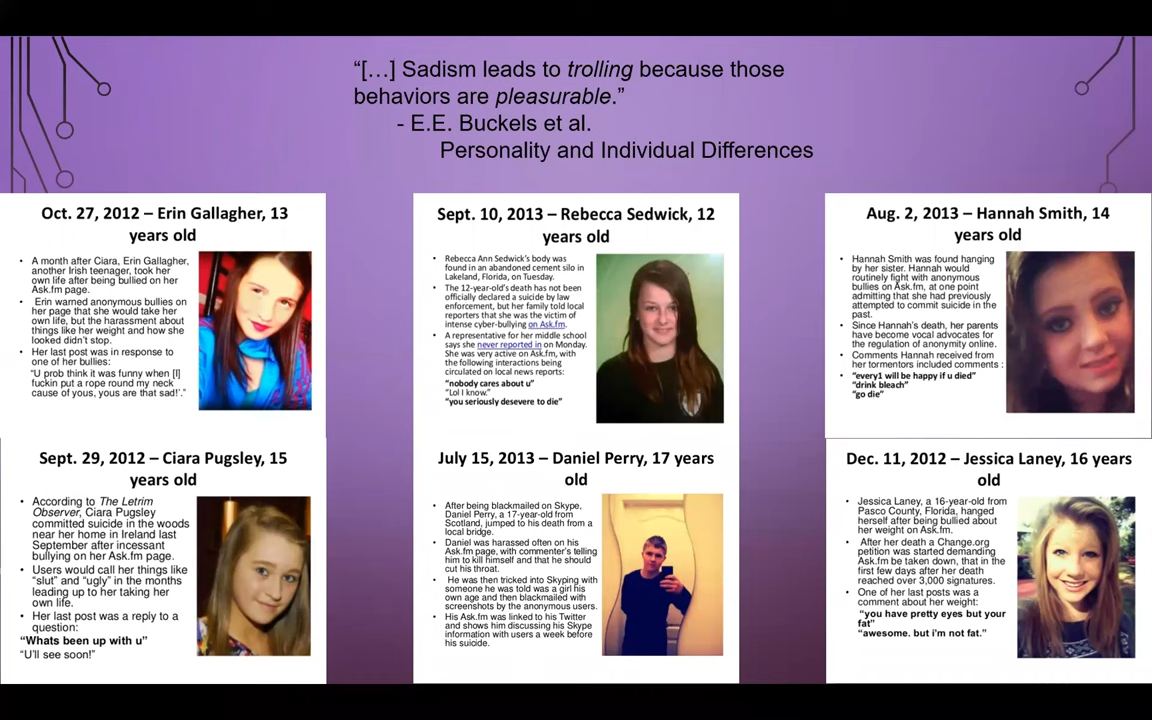 “[…] Sadism leads to trolling because those
behaviors are pleasurable.”
- E.E. Buckels et al.
Personality and Individual Differences
Oct. 27, 2012 – Erin Gallagher, 13
years old
• A month after Ciara, Erin Gallagher,
another Irish teenager, took her
own life after being bullied on her
Ask.fm page.
• Erin warned anonymous bullies on
her page that she would take her
own life, but the harassment about
things like her weight and how she
looked didn’t stop.
• Her last post was in response to
one of her bullies:
“U prob think it was funny when [I]
fuckin put a rope round my neck
cause of yous, yous are that sad!’.”
Sept. 10, 2013 – Rebecca Sedwick, 12
years old
• Rebecca Ann Sedwick’s body was
found in an abandoned cement silo in
Lakeland, Florida, on Tuesday.
• The 12-year-old’s death has not been
officially declared a suicide by law
enforcement, but her family told local
reporters that she was the victim of
intense cyber-bullying on Ask.fm.
• A representative for her middle school
says she never reported in on Monday.
She was very active on Ask.fm, with
the following interactions being
circulated on local news reports:
“nobody cares about u”
“Lol I know.”
“you seriously desevere to die”
Aug. 2, 2013 – Hannah Smith, 14
years old
• Hannah Smith was found hanging
by her sister. Hannah would
routinely fight with anonymous
bullies on Ask.fm, at one point
admitting that she had previously
attempted to commit suicide in the
past.
• Since Hannah’s death, her parents
have become vocal advocates for
the regulation of anonymity online.
• Comments Hannah received from
her tormentors included comments :
• “every1 will be happy if u died”
“drink bleach”
“go die”
Sept. 29, 2012 – Ciara Pugsley, 15
years old
• According to The Letrim
Observer, Ciara Pugsley
committed suicide in the woods
near her home in Ireland last
September after incessant
bullying on her Ask.fm page.
• Users would call her things like
“slut” and “ugly” in the months
leading up to her taking her
own life.
• Her last post was a reply to a
question:
“Whats been up with u”
“U’ll see soon!”
July 15, 2013 – Daniel Perry, 17 years
old
• After being blackmailed on Skype,
Daniel Perry, a 17-year-old from
Scotland, jumped to his death from a
local bridge.
• Daniel was harassed often on his
Ask.fm page, with commenter’s telling
him to kill himself and that he should
cut his throat.
• He was then tricked into Skyping with
someone he was told was a girl his
own age and then blackmailed with
screenshots by the anonymous users.
• His Ask.fm was linked to his Twitter
and shows him discussing his Skype
information with users a week before
his suicide.
Dec. 11, 2012 – Jessica Laney, 16 years
old
• Jessica Laney, a 16-year-old from
Pasco County, Florida, hanged
herself after being bullied about
her weight on Ask.fm.
• After her death a Change.org
petition was started demanding
Ask.fm be taken down, that in the
first few days after her death
reached over 3,000 signatures.
• One of her last posts was a
comment about her weight:
“you have pretty eyes but your
fat”
“awesome. but i’m not fat.”